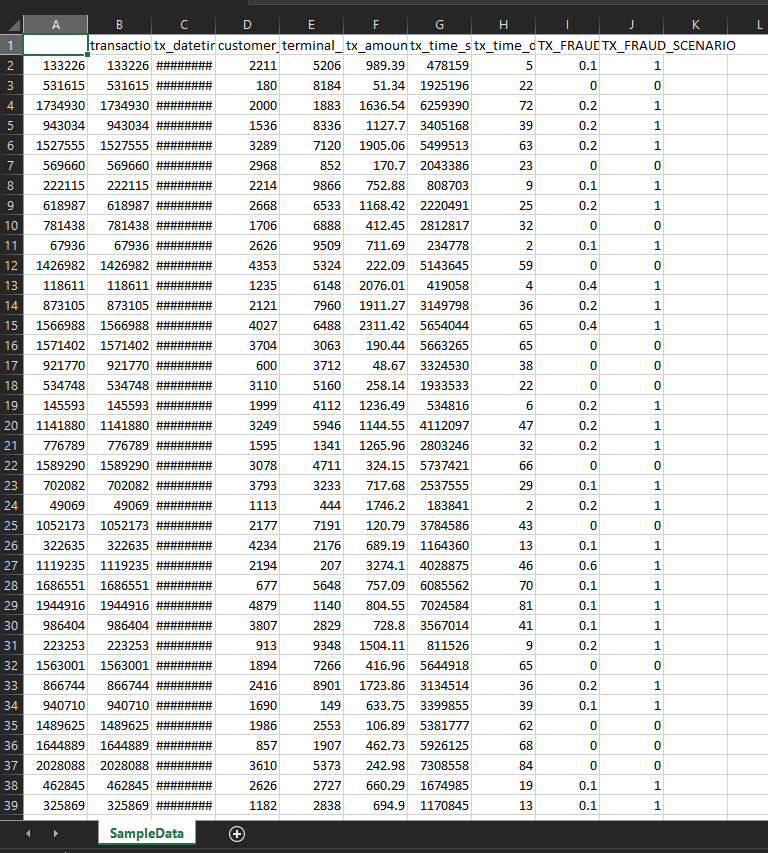 A B C D E F G H I J K L
1 transactio tx_datetin customer_ terminal_ tx_amoun tx_time_s tx_time_d TX_FRAUD TX_FRAUD_SCENARIO
2 133226 133226 ######## 2211 5206 989.39 478159 5 0.1 1
3 531615 531615 ######## 180 8184 51.34 1925196 22 0 0
4 1734930 1734930 ######## 2000 1883 1636.54 6259390 72 0.2 1
5 943034 943034 ######## 1536 8336 1127.7 3405168 39 0.2 1
6 1527555 1527555 ######## 3289 7120 1905.06 5499513 63 0.2 1
7 569660 569660 ######## 2968 852 170.7 2043386 23 0 0
8 222115 222115 ######## 2214 9866 752.88 808703 9 0.1 1
9 618987 618987 ######## 2668 6533 1168.42 2220491 25 0.2 1
10 781438 781438 ######## 1706 6888 412.45 2812817 32 0 0
11 67936 67936 ######## 2626 9509 711.69 234778 2 0.1 1
12 1426982 1426982 ######## 4353 5324 222.09 5143645 59 0 0
13 118611 118611 ######## 1235 6148 2076.01 419058 4 0.4 1
14 873105 873105 ######## 2121 7960 1911.27 3149798 36 0.2 1
15 1566988 1566988 ######## 4027 6488 2311.42 5654044 65 0.4 1
16 1571402 1571402 ######## 3704 3063 190.44 5663265 65 0 0
17 921770 921770 ######## 600 3712 48.67 3324530 38 0 0
18 534748 534748 ######## 3110 5160 258.14 1933533 22 0 0
19 145593 145593 ######## 1999 4112 1236.49 534816 6 0.2 1
20 1141880 1141880 ######## 3249 5946 1144.55 4112097 47 0.2 1
21 776789 776789 ######## 1595 1341 1265.96 2803246 32 0.2 1
22 1589290 1589290 ######## 3078 4711 324.15 5737421 66 0 0
23 702082 702082 ######## 3793 3233 717.68 2537555 29 0.1 1
24 49069 49069 ######## 1113 444 1746.2 183841 2 0.2 1
25 1052173 1052173 ######## 2177 7191 120.79 3784586 43 0 0
26 322635 322635 ######## 4234 2176 689.19 1164360 13 0.1 1
27 1119235 1119235 ######## 2194 207 3274.1 4028875 46 0.6 1
28 1686551 1686551 ######## 677 5648 757.09 6085562 70 0.1 1
29 1944916 1944916 ######## 4879 1140 804.55 7024584 81 0.1 1
30 986404 986404 ######## 3807 2829 728.8 3567014 41 0.1 1
31 223253 223253 ######## 913 9348 1504.11 811526 9 0.2 1
32 1563001 1563001 ######## 1894 7266 416.96 5644918 65 0 0
33 866744 866744 ######## 2416 8901 1723.86 3134514 36 0.2 1
34 940710 940710 ######## 1690 149 633.75 3399855 39 0.1 1
35 1489625 1489625 ######## 1986 2553 106.89 5381777 62 0 0
36 1644889 1644889 ######## 857 1907 462.73 5926125 68 0 0
37 2028088 2028088 ######## 3610 5373 242.98 7308558 84 0 0
38 462845 462845 ######## 2626 2727 660.29 1674985 19 0.1 1
39 325869 325869 ######## 1182 2838 694.9 1170845 13 0.1 1
SampleData